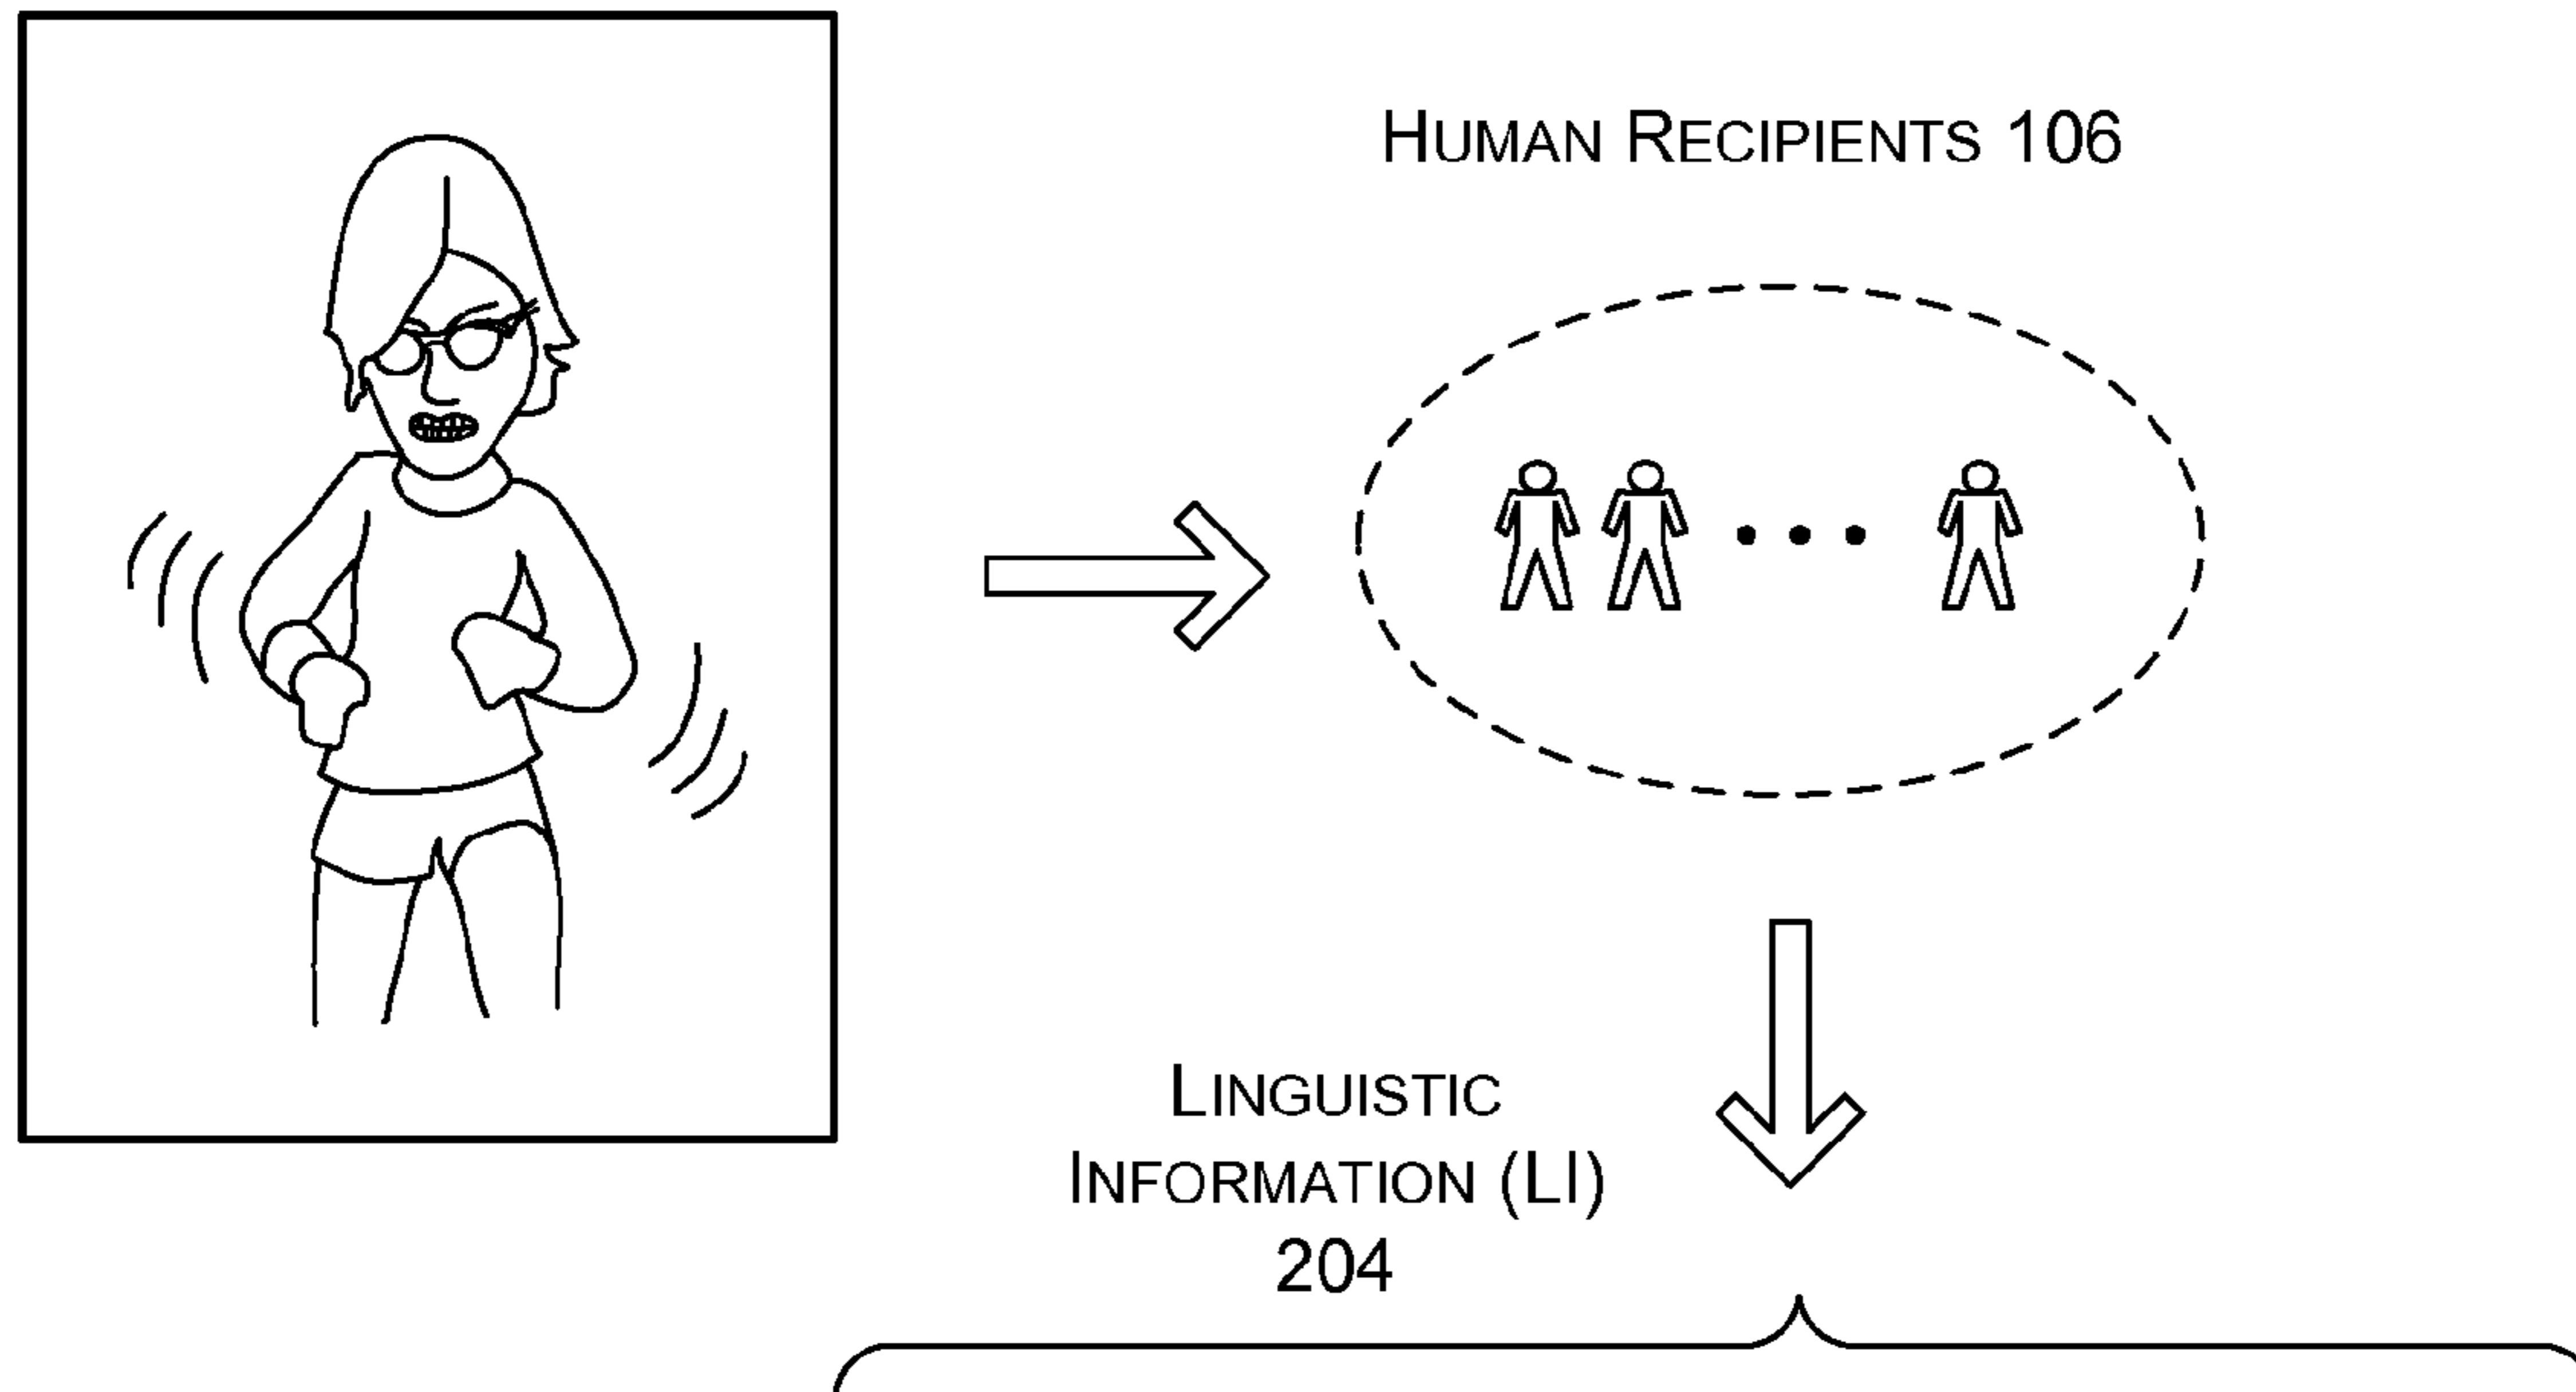 HUMAN RECIPIENTS 106
LINGUISTIC
INFORMATION (LI)
204